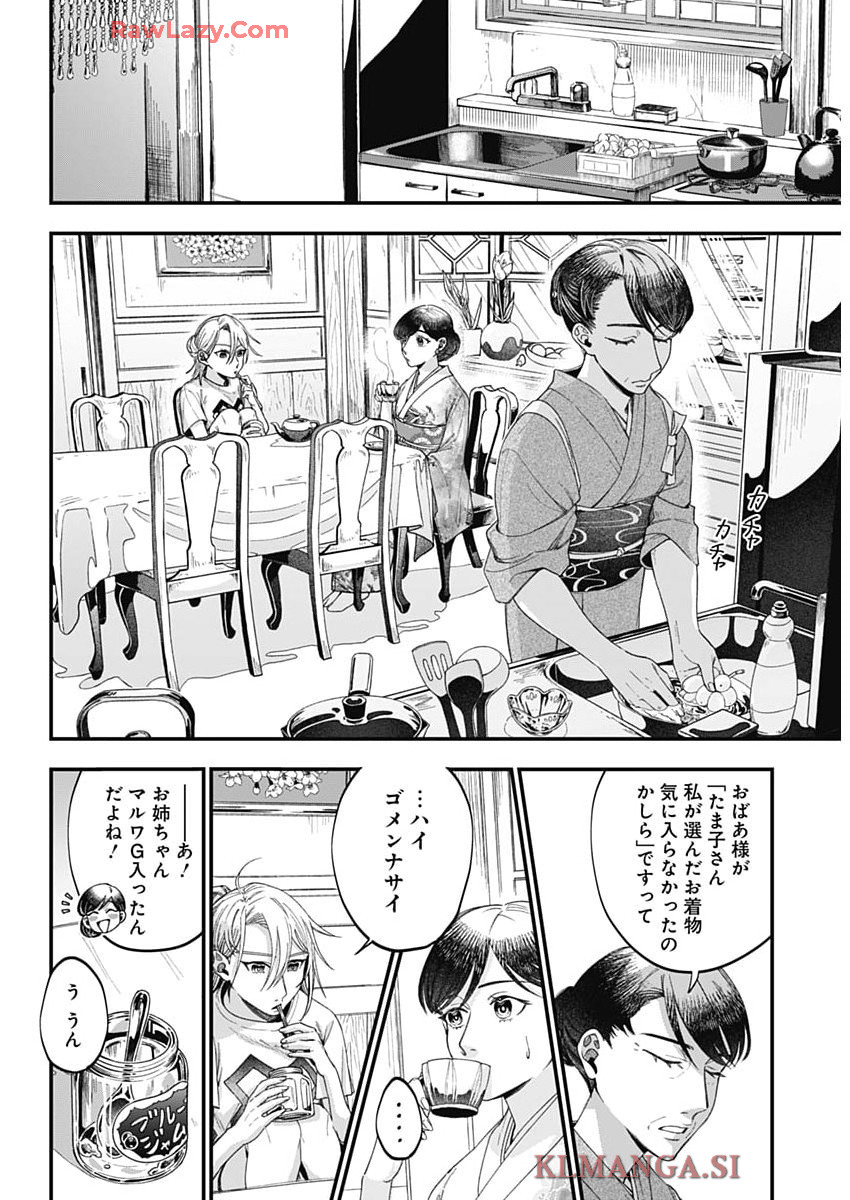 RawLazy.Com
カチャ
カチャ
おばあ様が
「たま子さん
私が選んだお着物
気に入らなかったの
かしら」ですって
‥‥
…ハイ
ゴメンナサイ
――あ!
お姉ちゃん
マルワG入ったん
だよね!
う うん
プルーン
ジャム
KLMANGA.SI